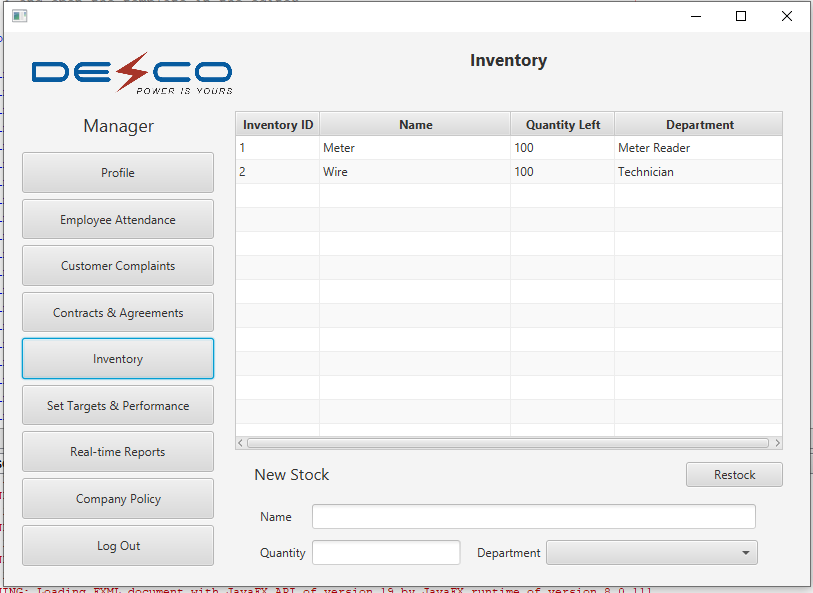 Inventory
DESCO
POWER IS YOURS
Manager
Profile
Employee Attendance
Customer Complaints
Contracts & Agreements
Inventory
Set Targets & Performance
Real-time Reports
Company Policy
Log Out
Inventory ID Name Quantity Left Department
1 Meter 100 Meter Reader
2 Wire 100 Technician
New Stock
Restock
Name
Quantity Department
NING: Loading FXML document with JavaFX API of version 19 by JavaFX runtime of version 8.0.111